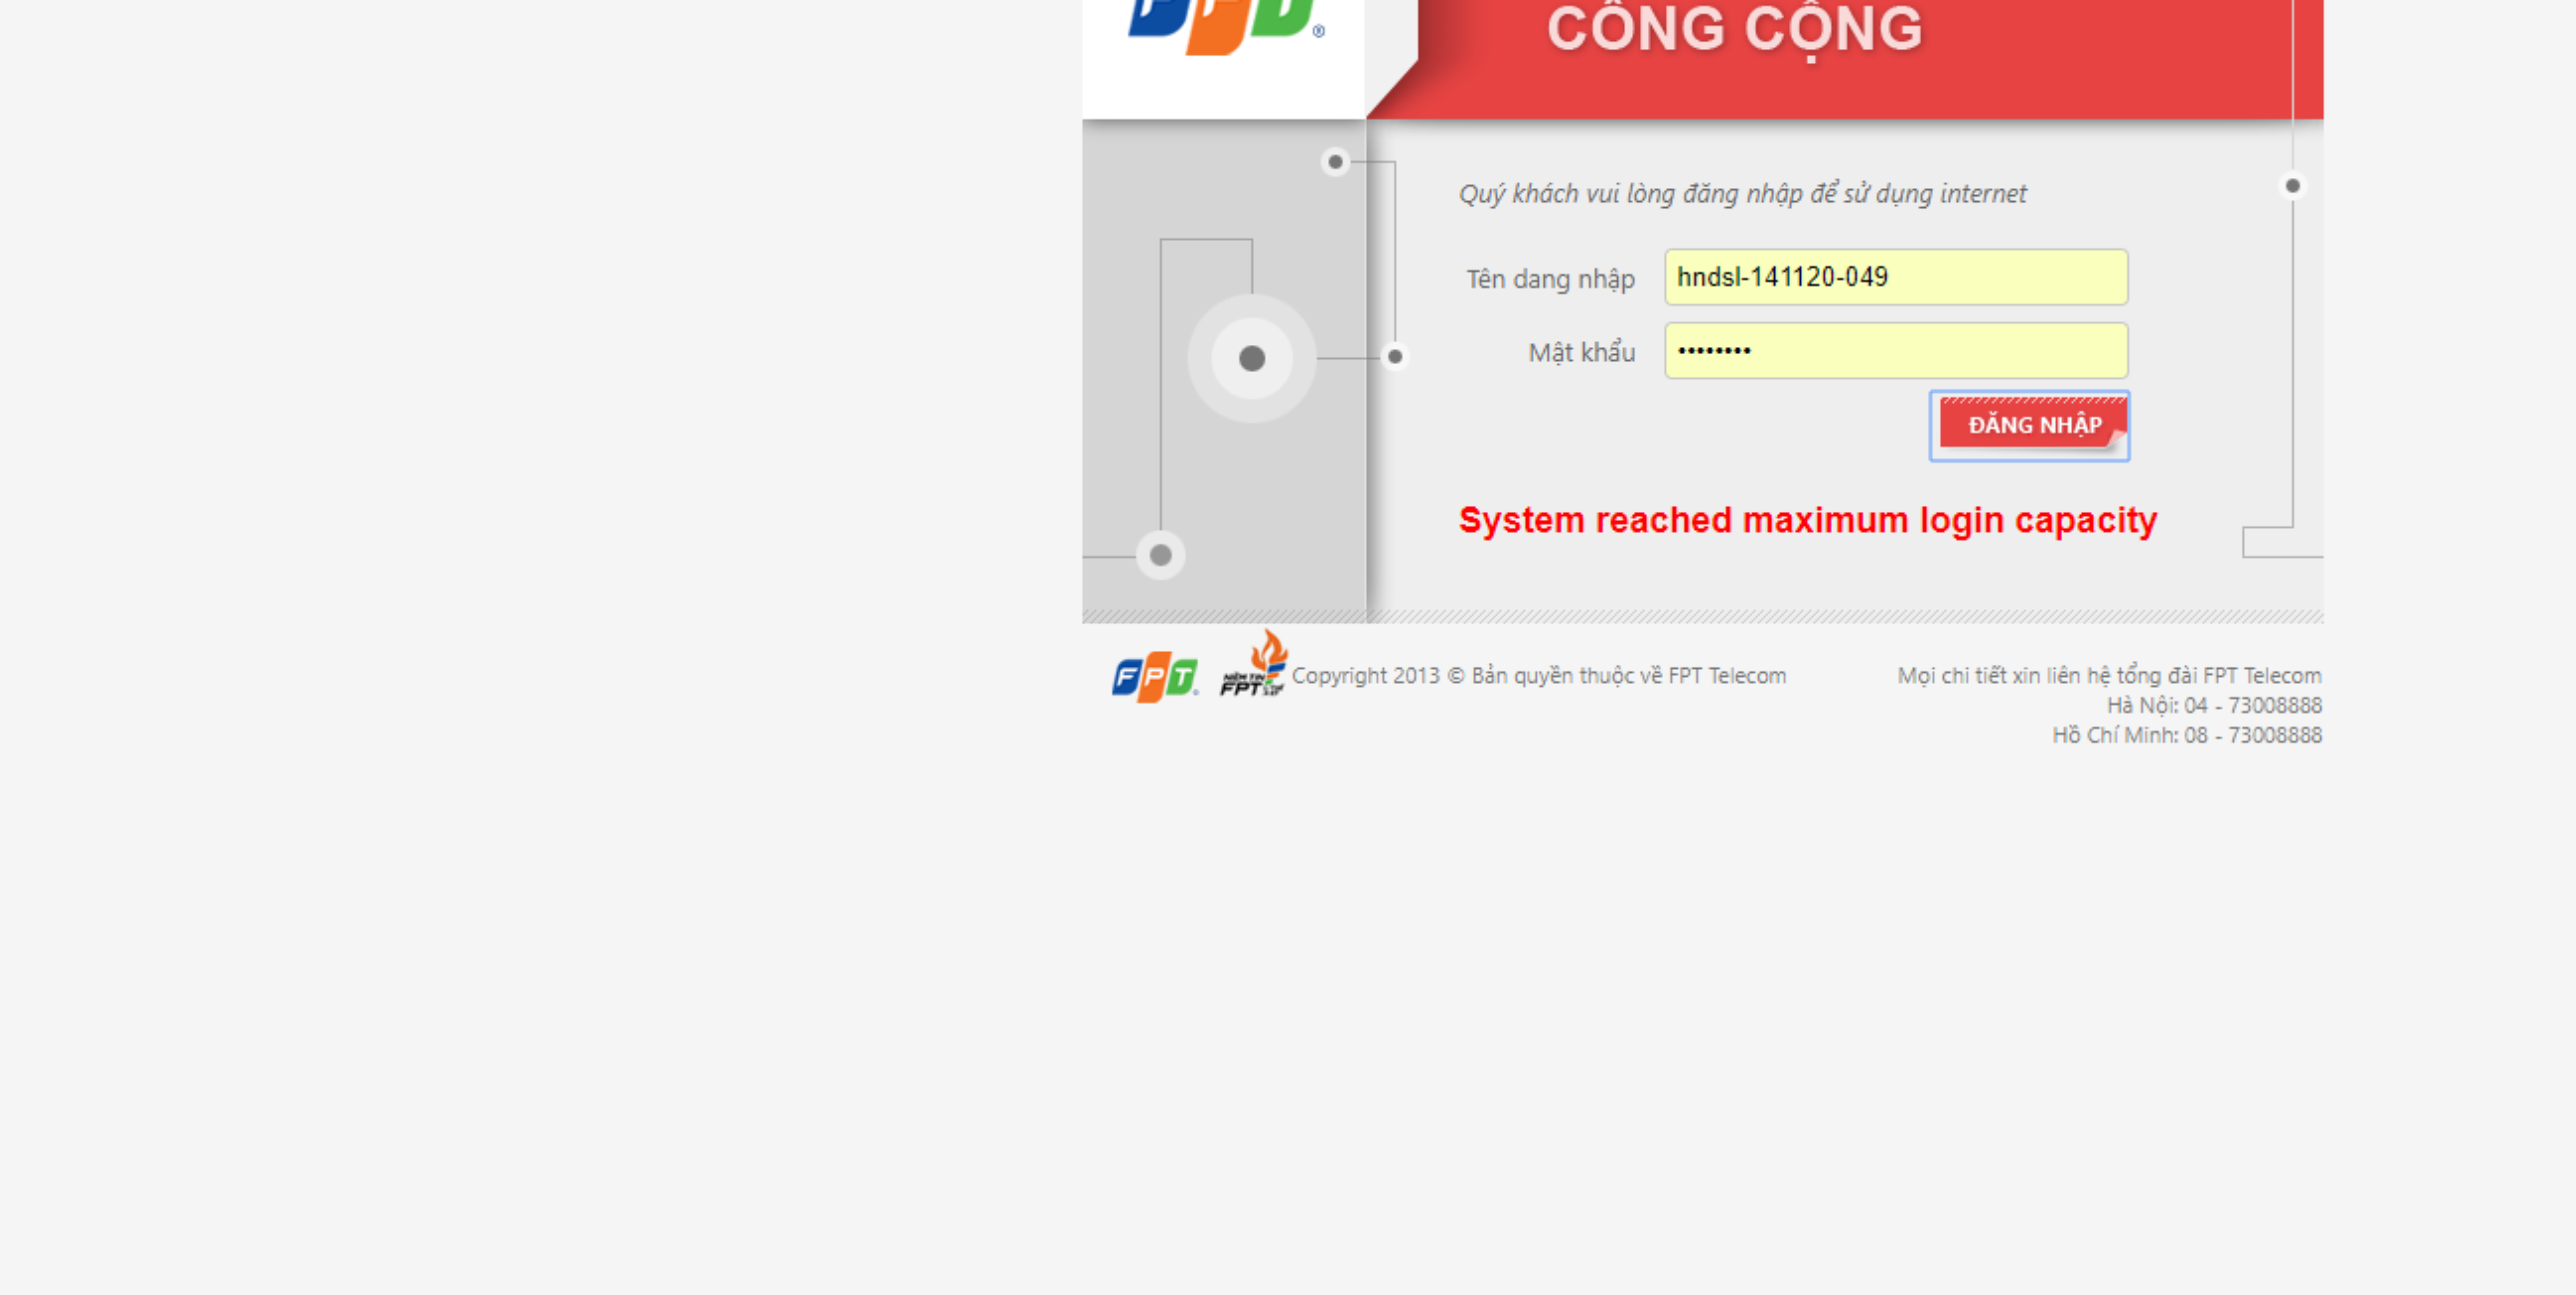 CÔNG CỘNG
Quý khách vui lòng đăng nhập để sử dụng internet
Tên dang nhập
hndsl-141120-049
Mật khẩu
••••••••
ĐĂNG NHẬP
System reached maximum login capacity
FPT
NIỀM TIN
FPT
Copyright 2013 © Bản quyền thuộc về FPT Telecom
Mọi chi tiết xin liên hệ tổng đài FPT Telecom
Hà Nội: 04 - 73008888
Hồ Chí Minh: 08 - 73008888